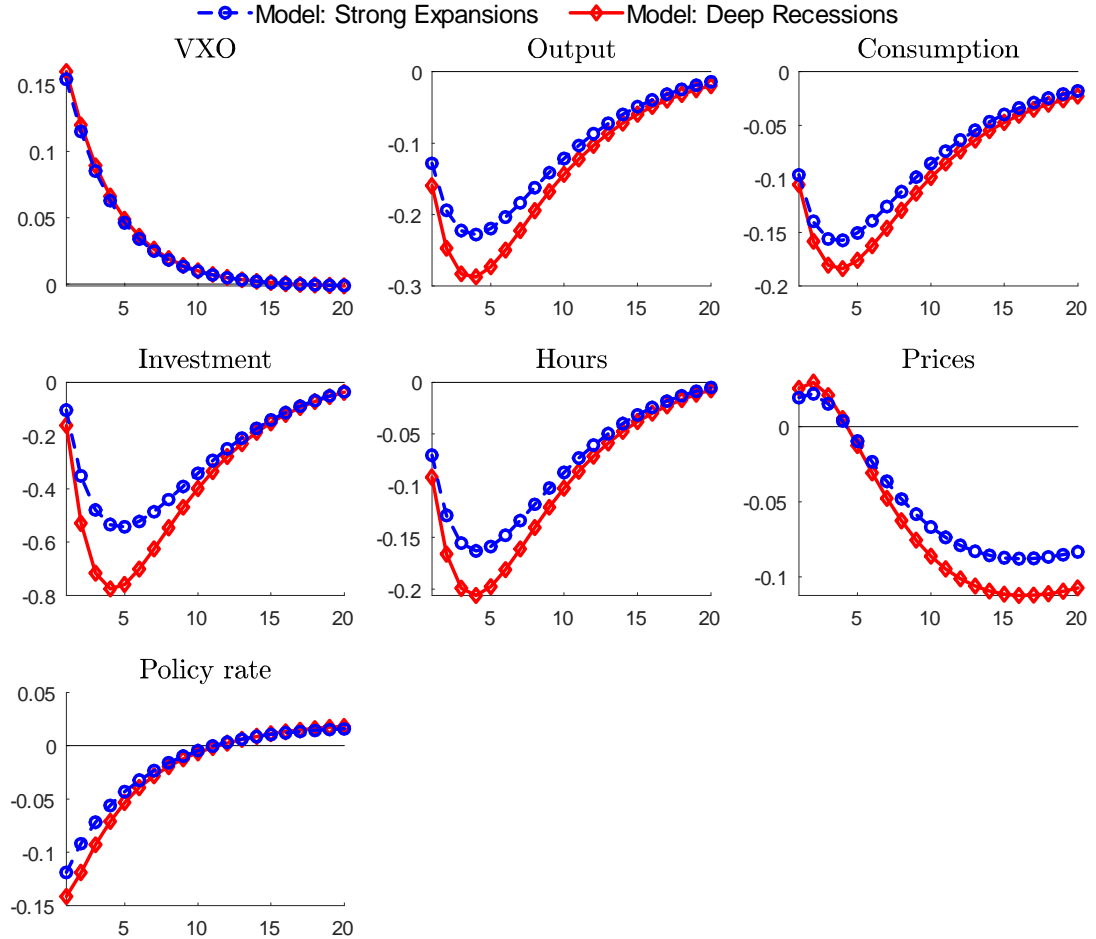 Model: Strong Expansions Model: Deep Recessions
VXO Output Consumption
0.15
0.1
0.05
0
5 10 15 20
0
-0.1
-0.2
-0.3
5 10 15 20
0
-0.05
-0.1
-0.15
-0.2
5 10 15 20
Investment Hours Prices
0
-0.2
-0.4
-0.6
-0.8
5 10 15 20
0
-0.05
-0.1
-0.15
-0.2
5 10 15 20
0
-0.05
-0.1
5 10 15 20
Policy rate
0.05
0
-0.05
-0.1
-0.15
5 10 15 20